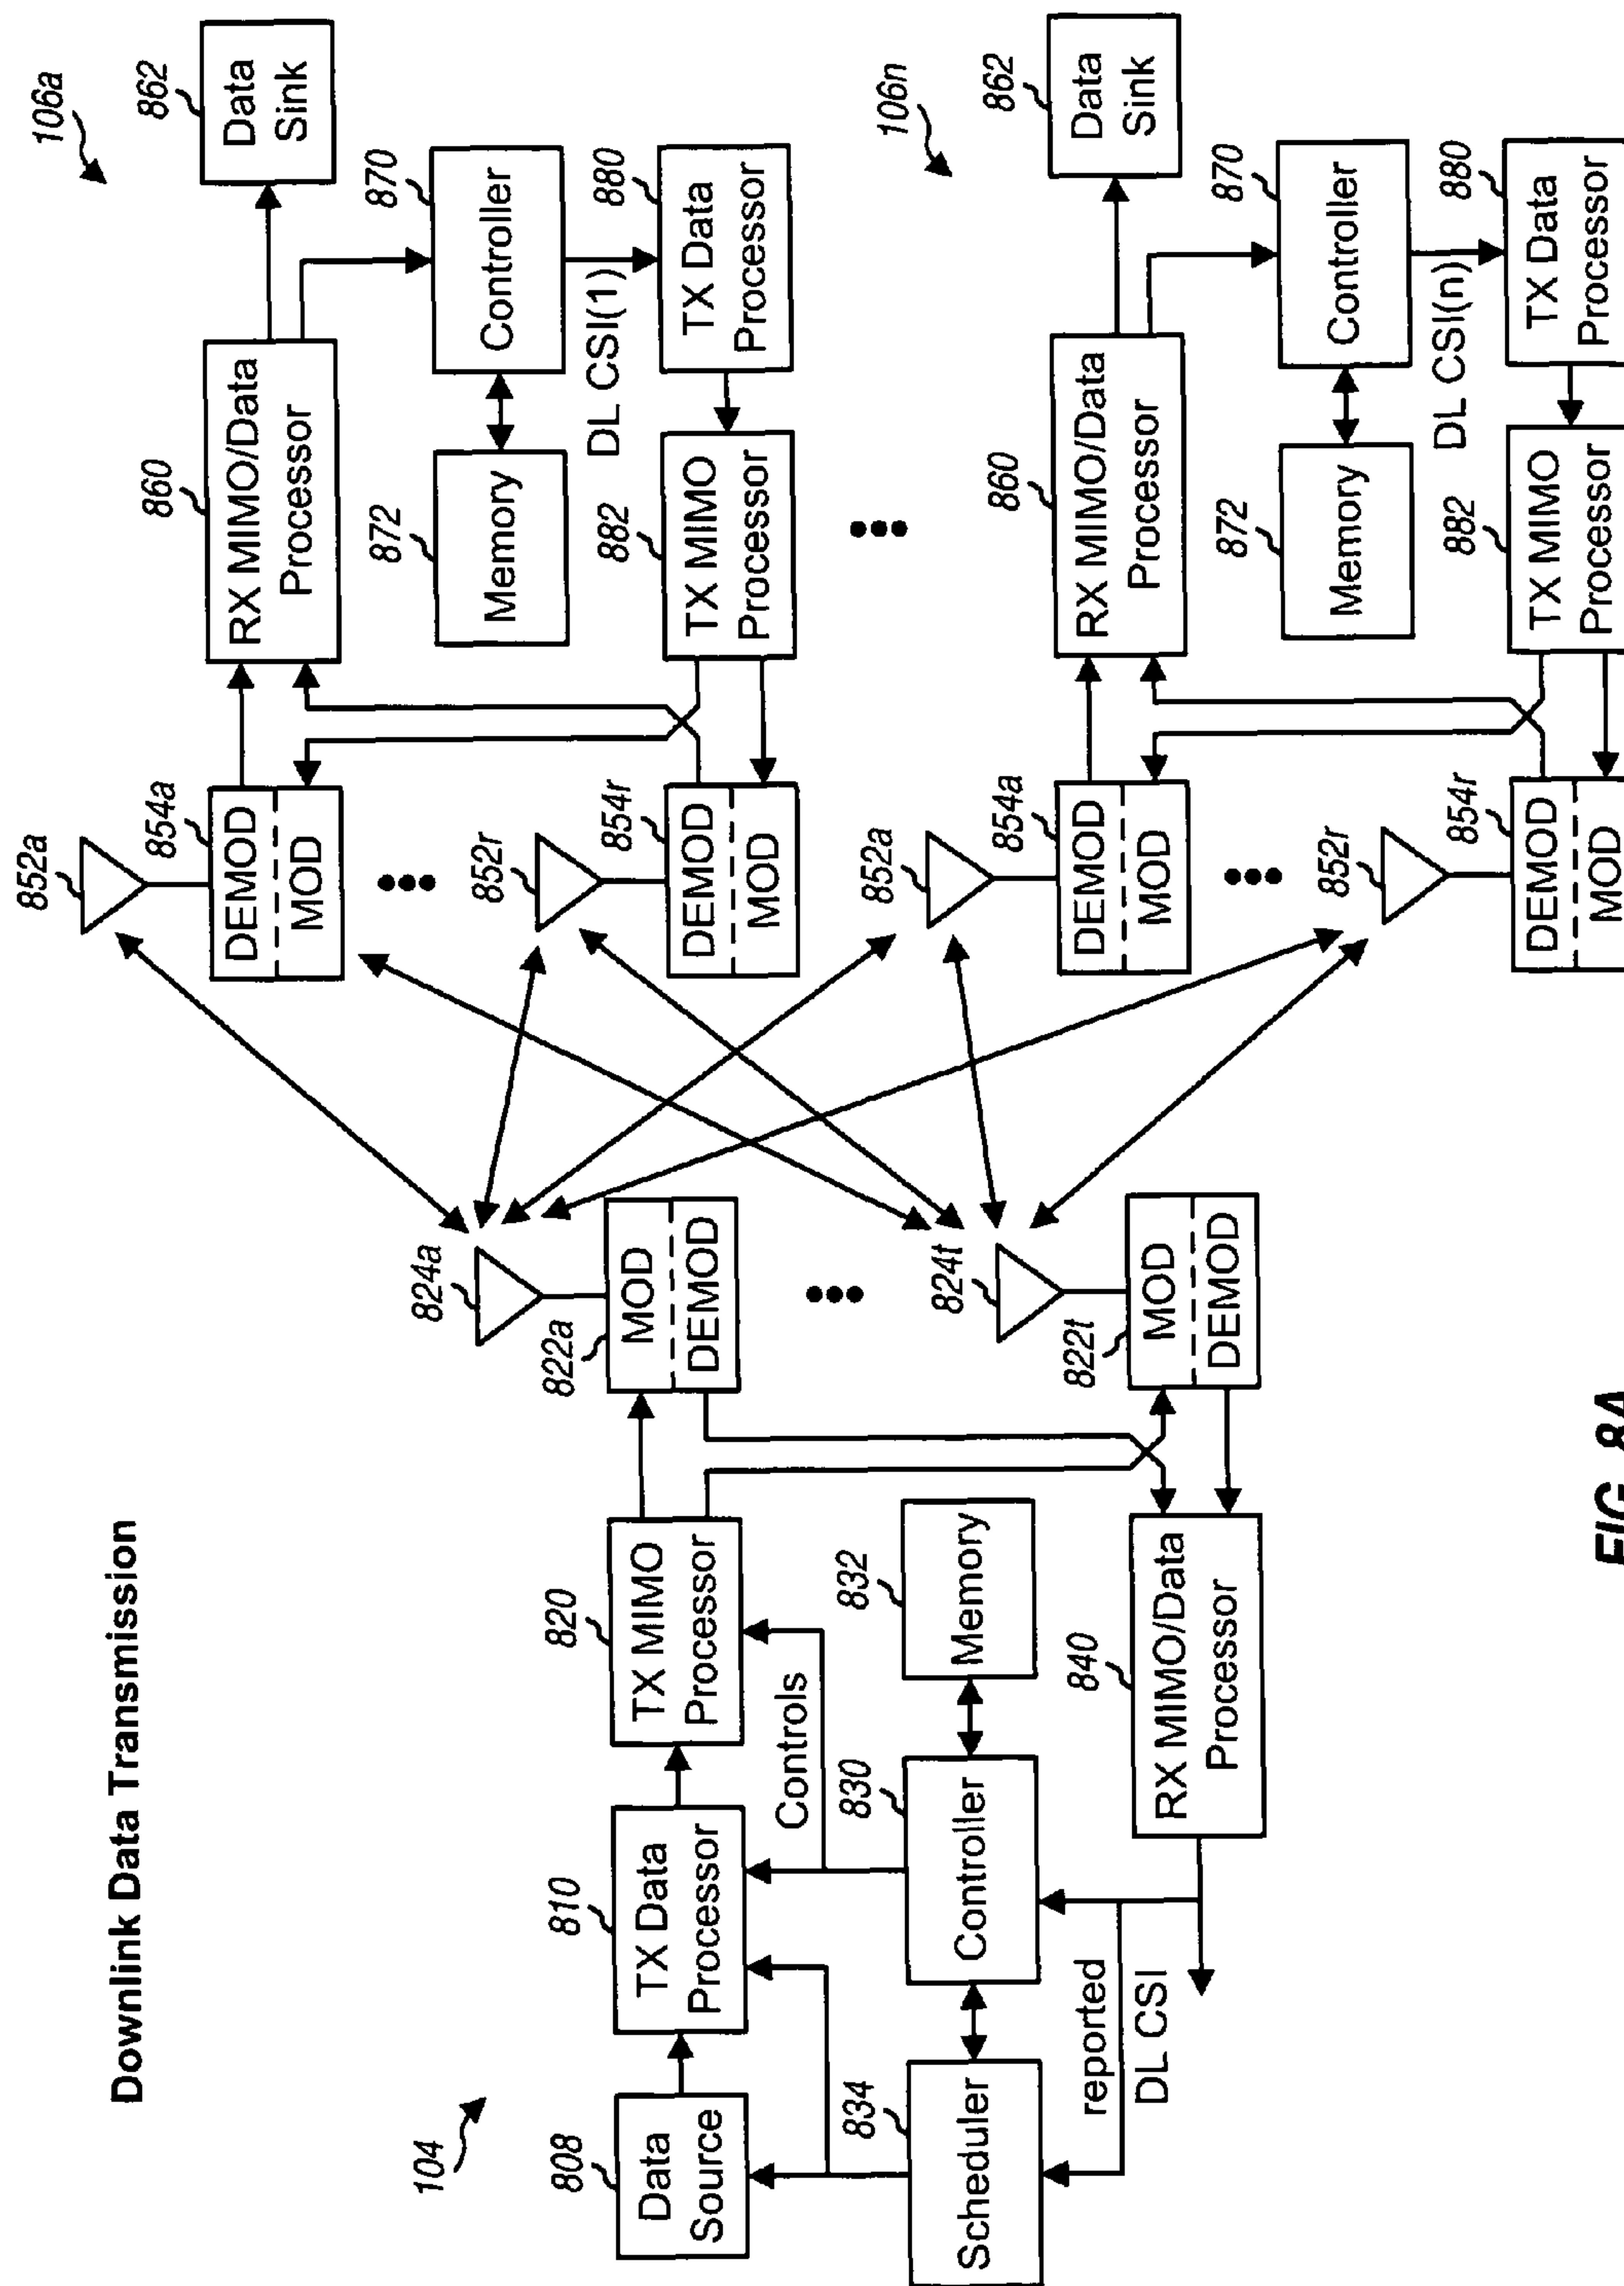 Downlink Data Transmission
104
808
Data
Source
810
TX Data
Processor
820
TX MIMO
Processor
Controls
834
Scheduler
830
Controller
832
Memory
reported
DL CSI
840
RX MIMO/Data
Processor
824a
822a
MOD
DEMOD
824t
822t
MOD
DEMOD
106a
852a
854a
DEMOD
MOD
852r
854r
DEMOD
MOD
860
RX MIMO/Data
Processor
862
Data
Sink
872
Memory
870
Controller
DL CSI(1)
882
TX MIMO
Processor
880
TX Data
Processor
106n
852a
854a
DEMOD
MOD
852r
854r
DEMOD
MOD
860
RX MIMO/Data
Processor
862
Data
Sink
872
Memory
870
Controller
DL CSI(n)
882
TX MIMO
Processor
880
TX Data
Processor
FIG. 8A